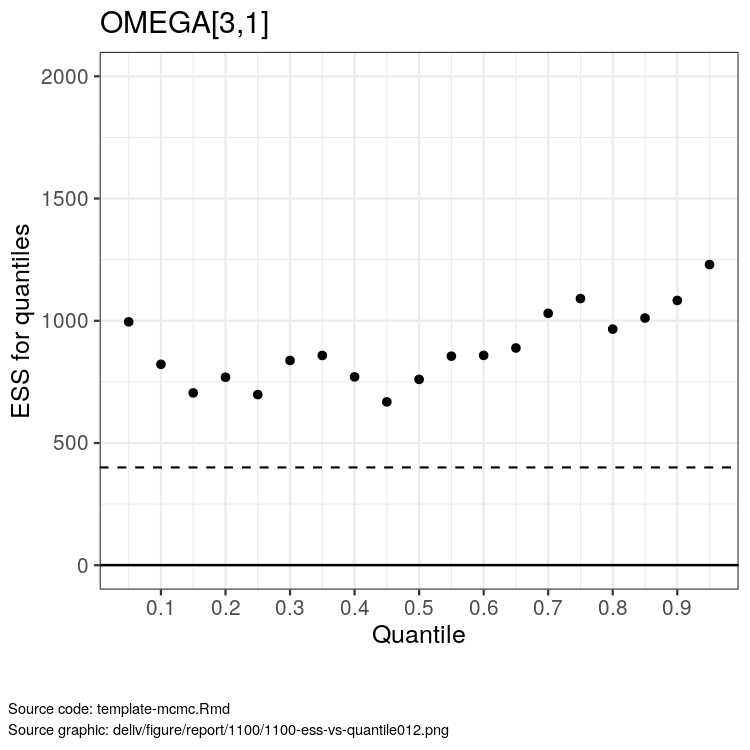 OMEGA[3,1]
2000
1500
1000
500
0
ESS for quantiles
0.1 0.2 0.3 0.4 0.5 0.6 0.7 0.8 0.9
Quantile
Source code: template-mcmc.Rmd
Source graphic: deliv/figure/report/1100/1100-ess-vs-quantile012.png